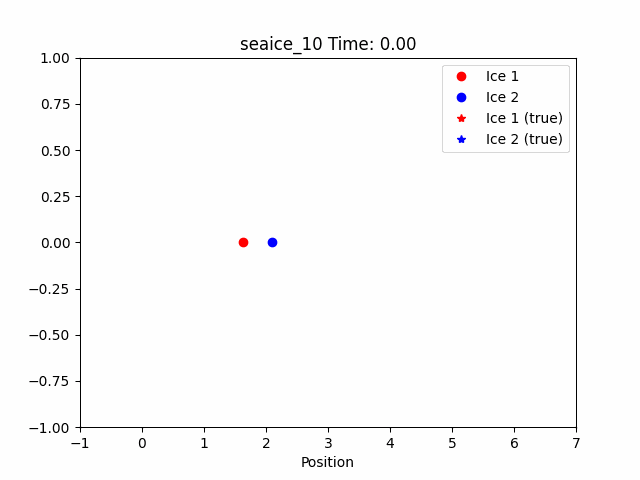 seaice_10 Time: 0.00
1.00
0.75
0.50
0.25
0.00
−0.25
−0.50
−0.75
−1.00
Ice 1
Ice 2
Ice 1 (true)
Ice 2 (true)
−1 0 1 2 3 4 5 6 7
Position